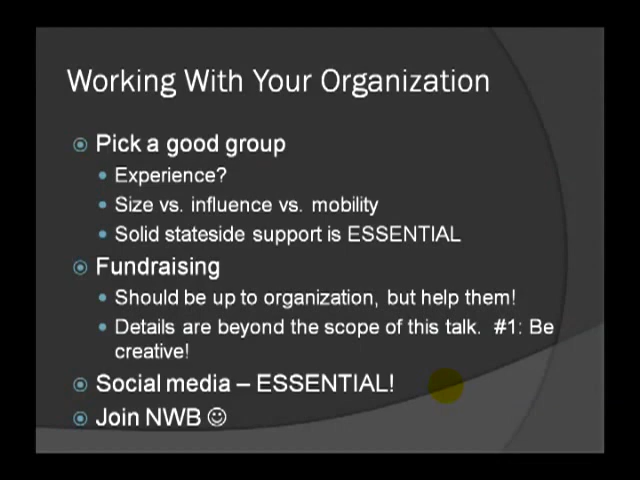 Working With Your Organization
Pick a good group
Experience?
Size vs. influence vs. mobility
Solid stateside support is ESSENTIAL
Fundraising
Should be up to organization, but help them!
Details are beyond the scope of this talk. #1: Be
creative!
Social media – ESSENTIAL!
Join NWB ☺